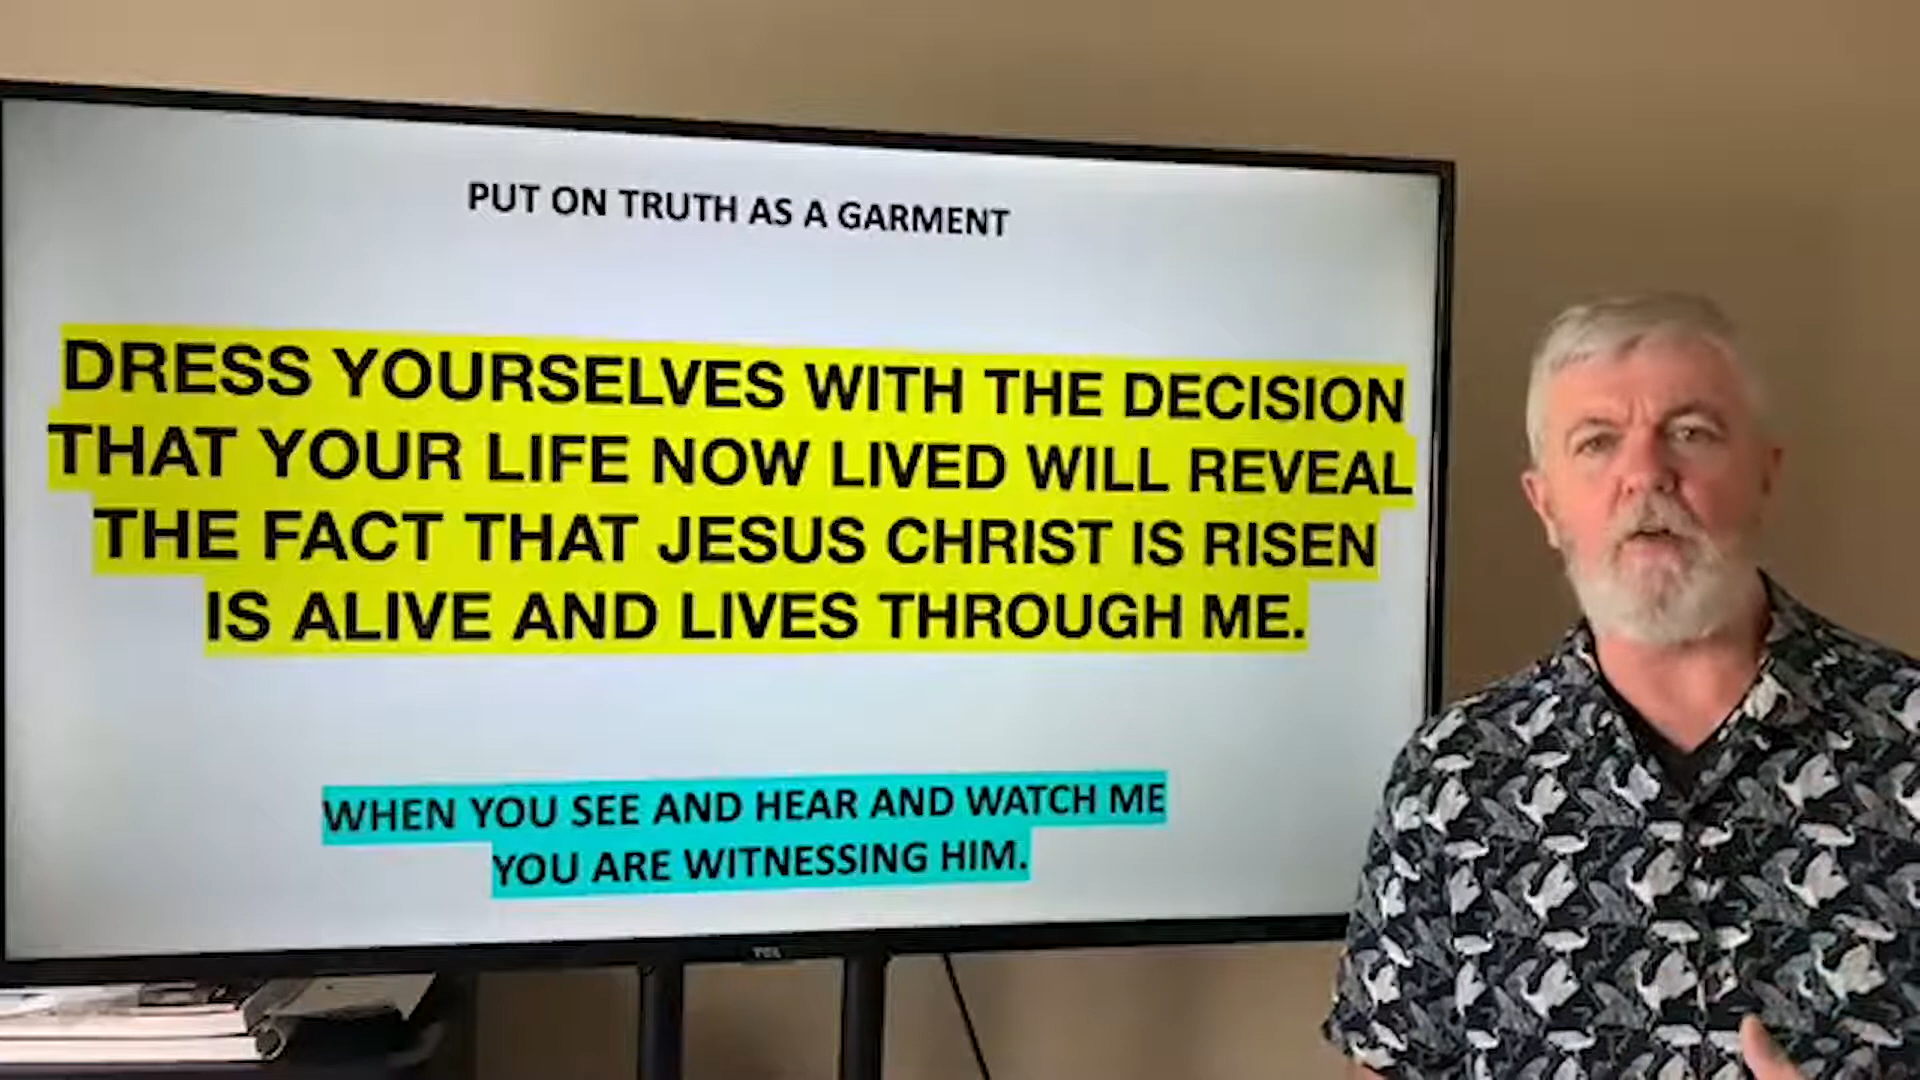 PUT ON TRUTH AS A GARMENT
DRESS YOURSELVES WITH THE DECISION
THAT YOUR LIFE NOW LIVED WILL REVEAL
THE FACT THAT JESUS CHRIST IS RISEN
IS ALIVE AND LIVES THROUGH ME.
WHEN YOU SEE AND HEAR AND WATCH ME
YOU ARE WITNESSING HIM.
TCL